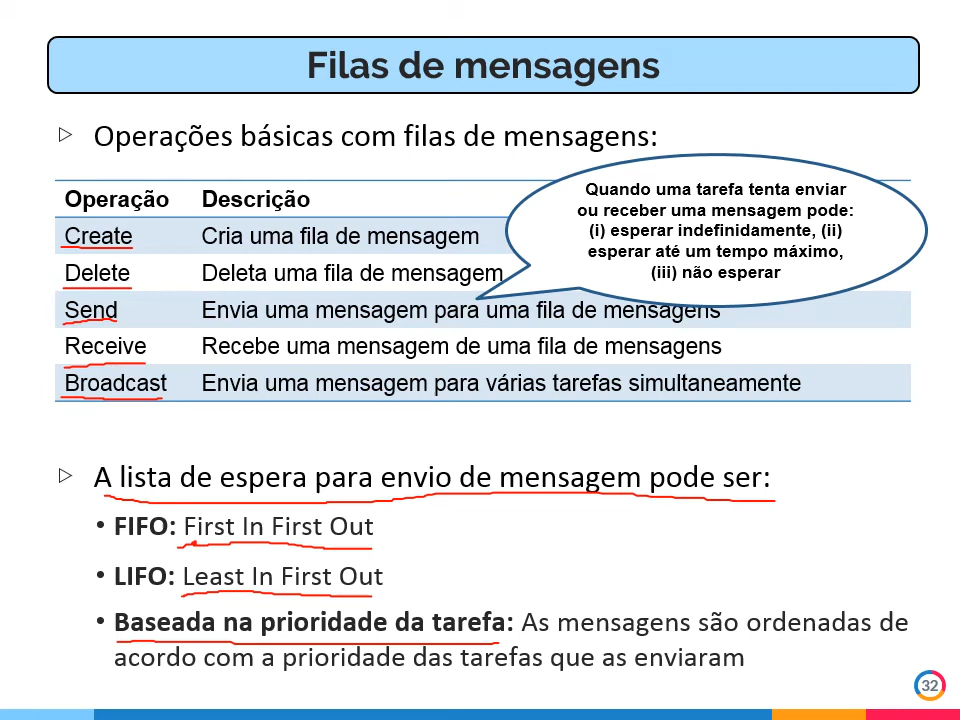 Filas de mensagens
Operações básicas com filas de mensagens:
Operação Descrição
Create Cria uma fila de mensagem
Delete Deleta uma fila de mensagem
Send Envia uma mensagem para uma fila de mensagens
Receive Recebe uma mensagem de uma fila de mensagens
Broadcast Envia uma mensagem para várias tarefas simultaneamente
Quando uma tarefa tenta enviar
ou receber uma mensagem pode:
(i) esperar indefinidamente, (ii)
esperar até um tempo máximo,
(iii) não esperar
A lista de espera para envio de mensagem pode ser:
• FIFO: First In First Out
• LIFO: Least In First Out
• Baseada na prioridade da tarefa: As mensagens são ordenadas de
acordo com a prioridade das tarefas que as enviaram
32